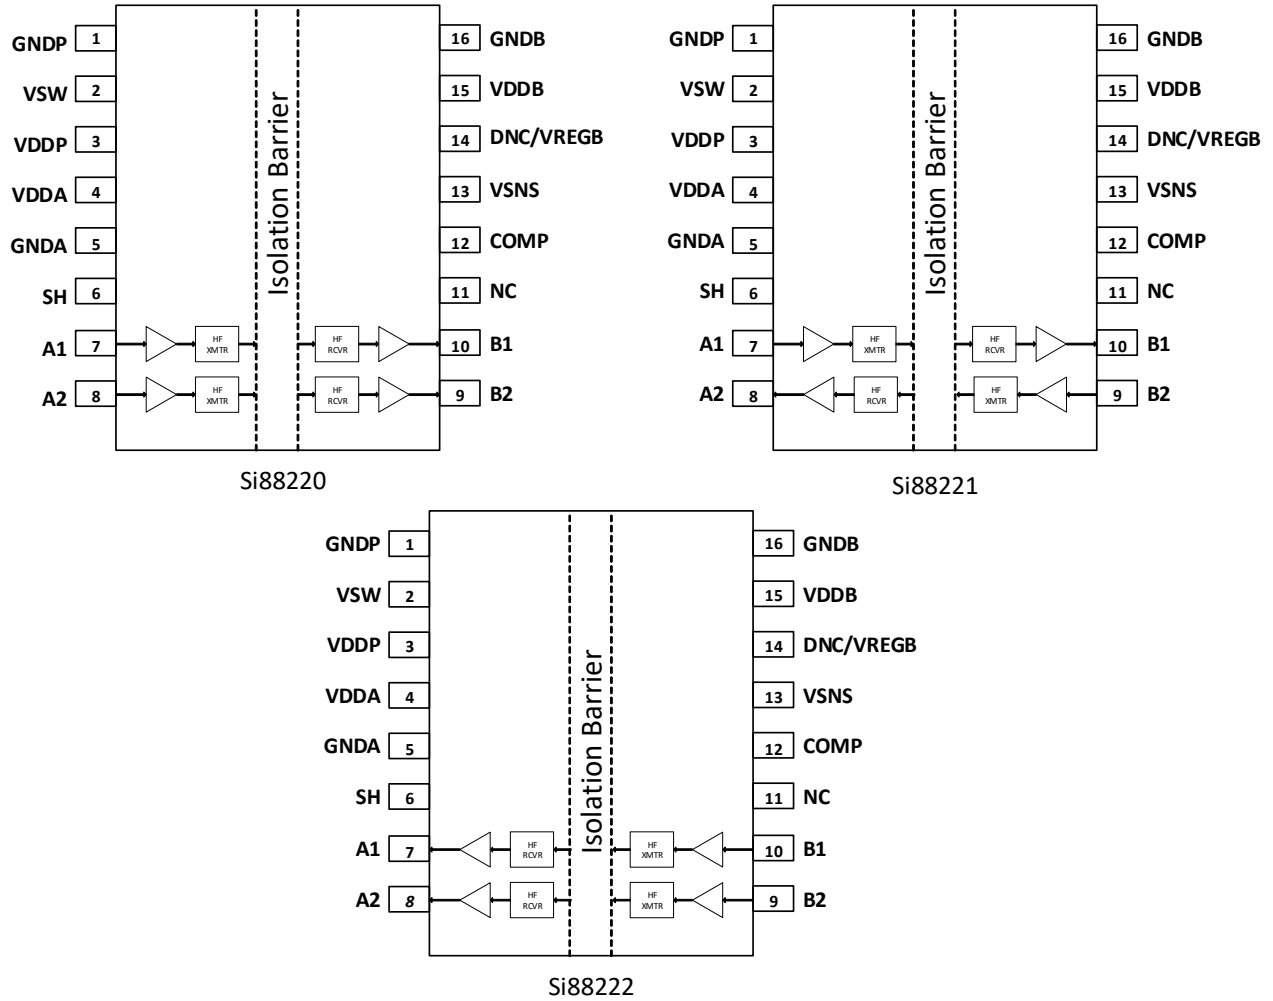 GNDP 1
VSW 2
VDDP 3
VDDA 4
GNDA 5
SH 6
A1 7
A2 8
Isolation Barrier
HF
XMTR
HF
RCVR
HF
XMTR
HF
RCVR
16 GNDB
15 VDDB
14 DNC/VREGB
13 VSNS
12 COMP
11 NC
10 B1
9 B2
Si88220
GNDP 1
VSW 2
VDDP 3
VDDA 4
GNDA 5
SH 6
A1 7
A2 8
Isolation Barrier
HF
XMTR
HF
RCVR
HF
RCVR
HF
XMTR
16 GNDB
15 VDDB
14 DNC/VREGB
13 VSNS
12 COMP
11 NC
10 B1
9 B2
Si88221
GNDP 1
VSW 2
VDDP 3
VDDA 4
GNDA 5
SH 6
A1 7
A2 8
Isolation Barrier
HF
RCVR
HF
XMTR
HF
RCVR
HF
XMTR
16 GNDB
15 VDDB
14 DNC/VREGB
13 VSNS
12 COMP
11 NC
10 B1
9 B2
Si88222